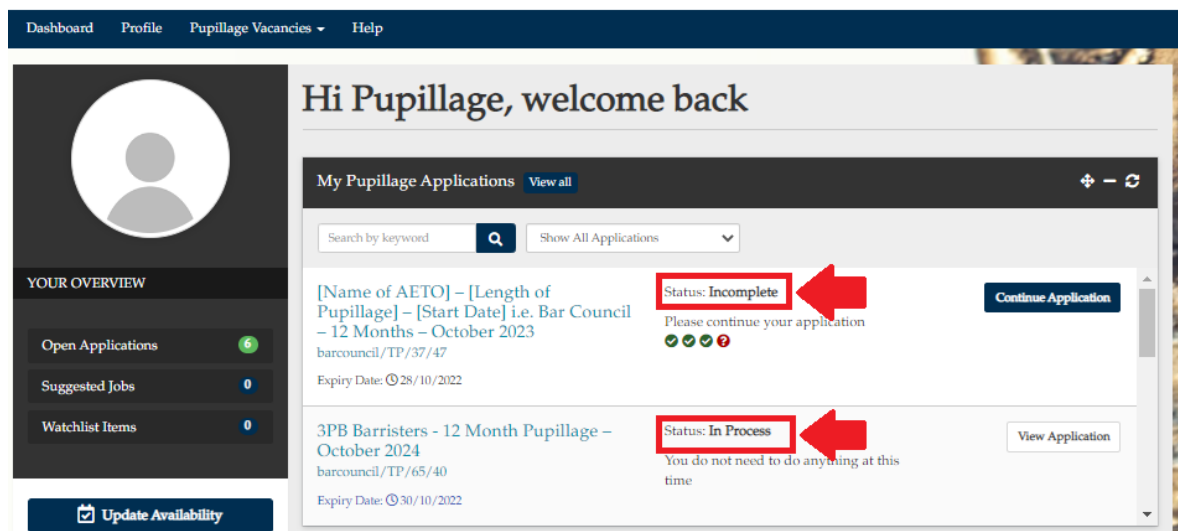 Dashboard Profile Pupillage Vacancies Help
Hi Pupillage, welcome back
My Pupillage Applications View all
Search by keyword Show All Applications
YOUR OVERVIEW
Open Applications 6
Suggested Jobs 0
Watchlist Items 0
Update Availability
[Name of AETO] – [Length of
Pupillage] – [Start Date] i.e. Bar Council
– 12 Months – October 2023
barcouncil/TP/37/47
Expiry Date: 28/10/2022
Status: Incomplete
Please continue your application
Continue Application
3PB Barristers - 12 Month Pupillage –
October 2024
barcouncil/TP/65/40
Expiry Date: 30/10/2022
Status: In Process
You do not need to do anything at this
time
View Application